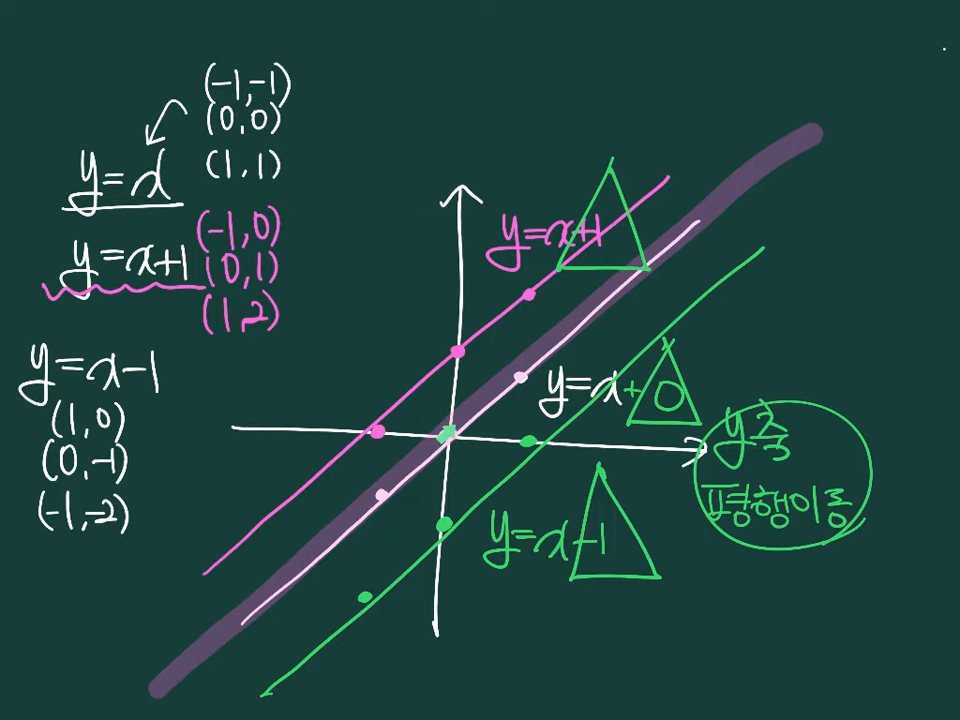 (-1,-1)
(0,0)
(1,1)
y=x
y=x+1
(-1,0)
(0,1)
(1,2)
y=x-1
(1,0)
(0,-1)
(-1,-2)
y=x+1
y=x+0
y=x-1
y축
평행이동